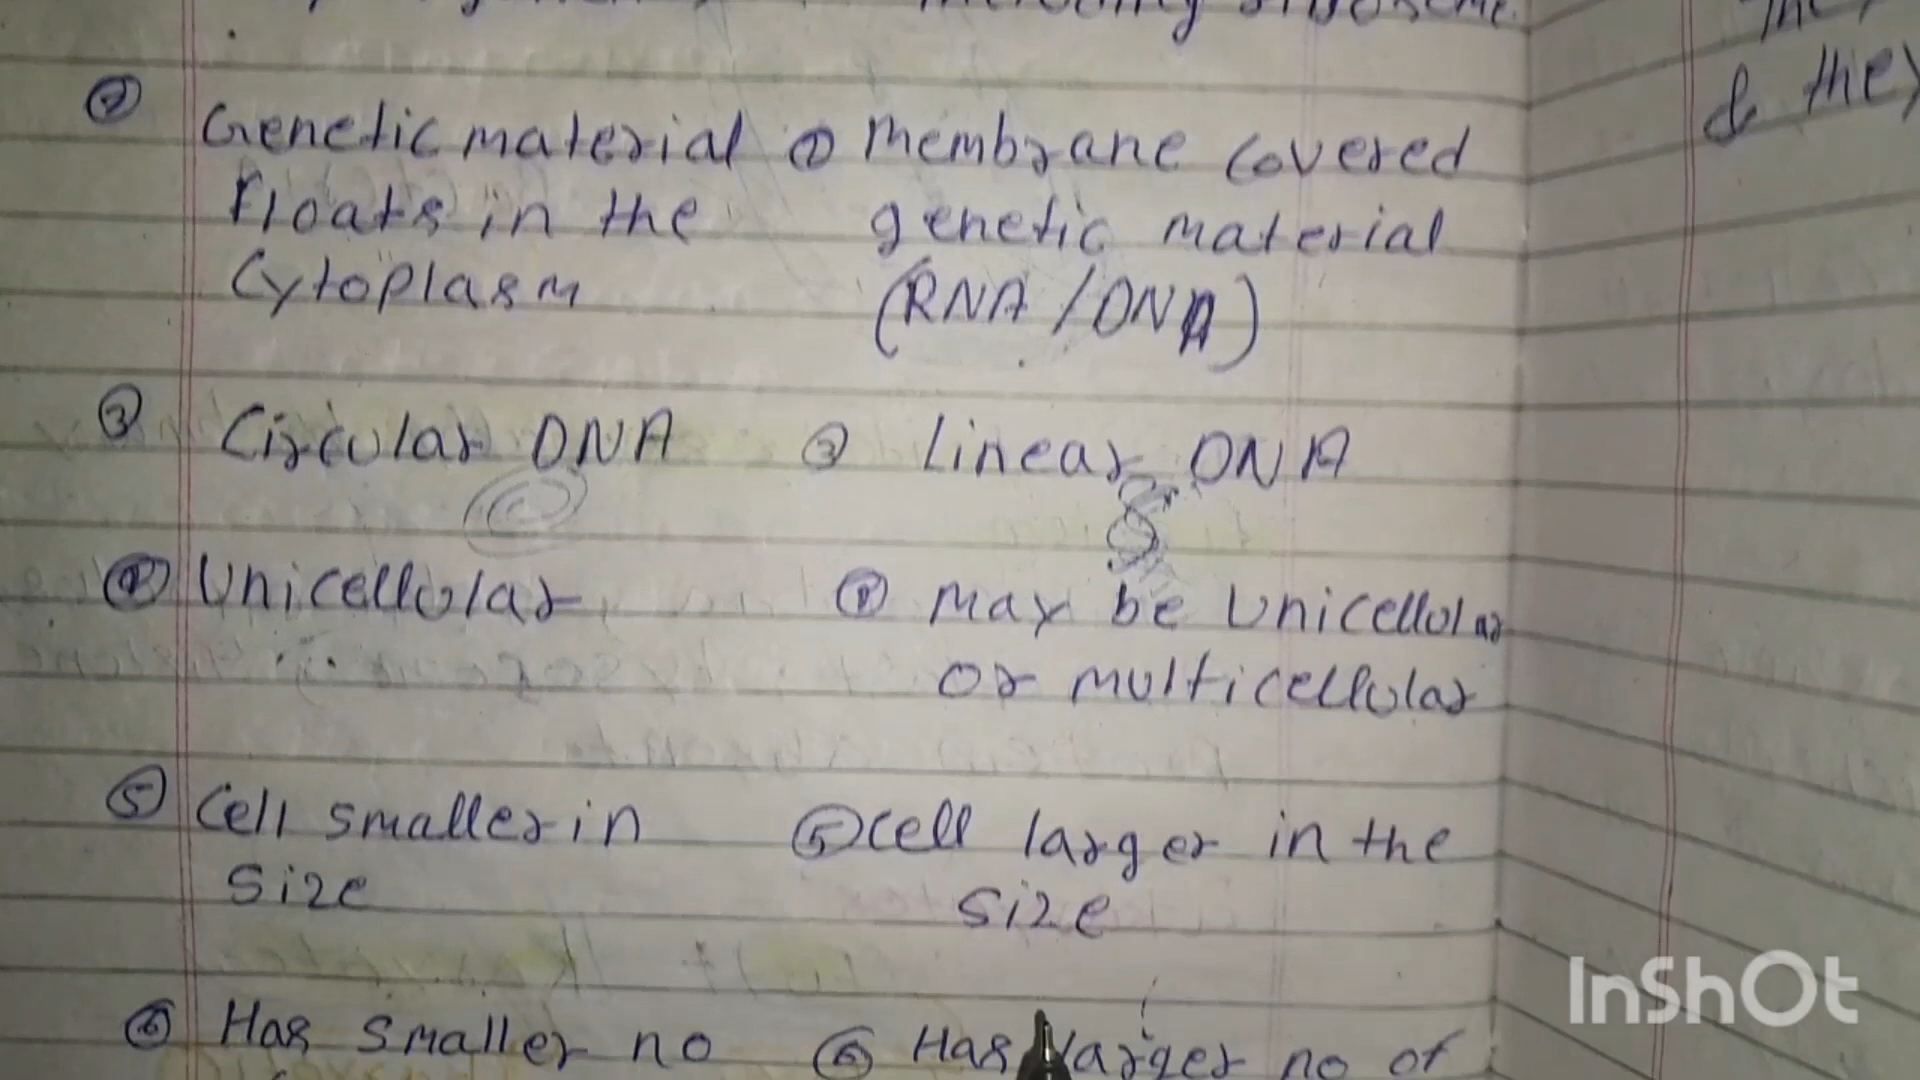 ② Genetic material
floats in the
Cytoplasm
② Membrane covered
genetic material
(RNA / DNA)
③ Circular DNA
③ Linear DNA
④ Unicellular
④ May be Unicellular
or multicellular
⑤ Cell smaller in
Size
⑤ Cell larger in the
Size
⑥ Has smaller no
⑥ Has larger no of
& they
InShOt